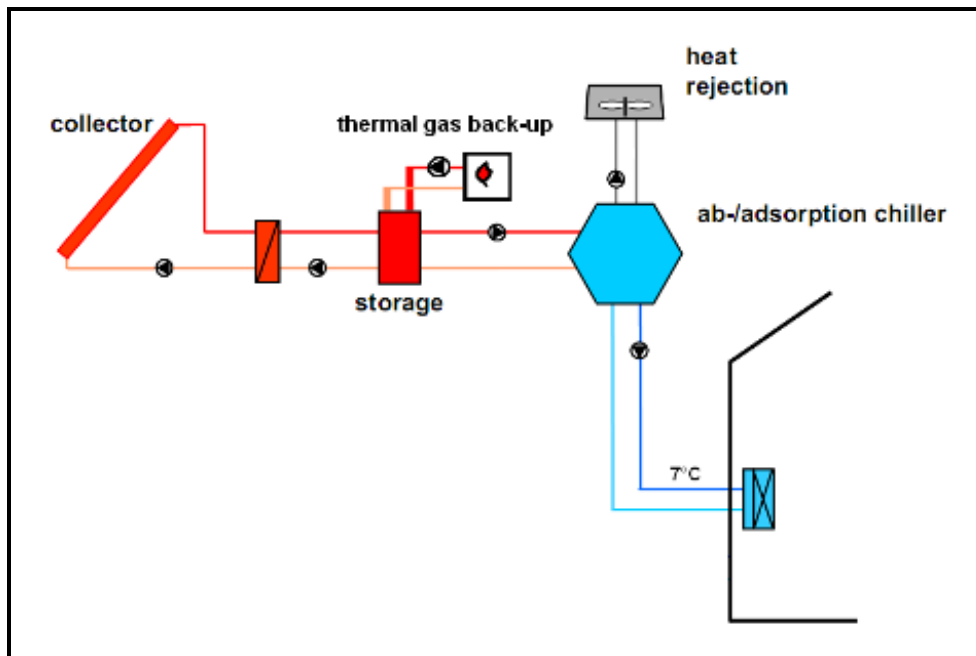 heat
rejection
collector
thermal gas back-up
ab-/adsorption chiller
storage
7°C